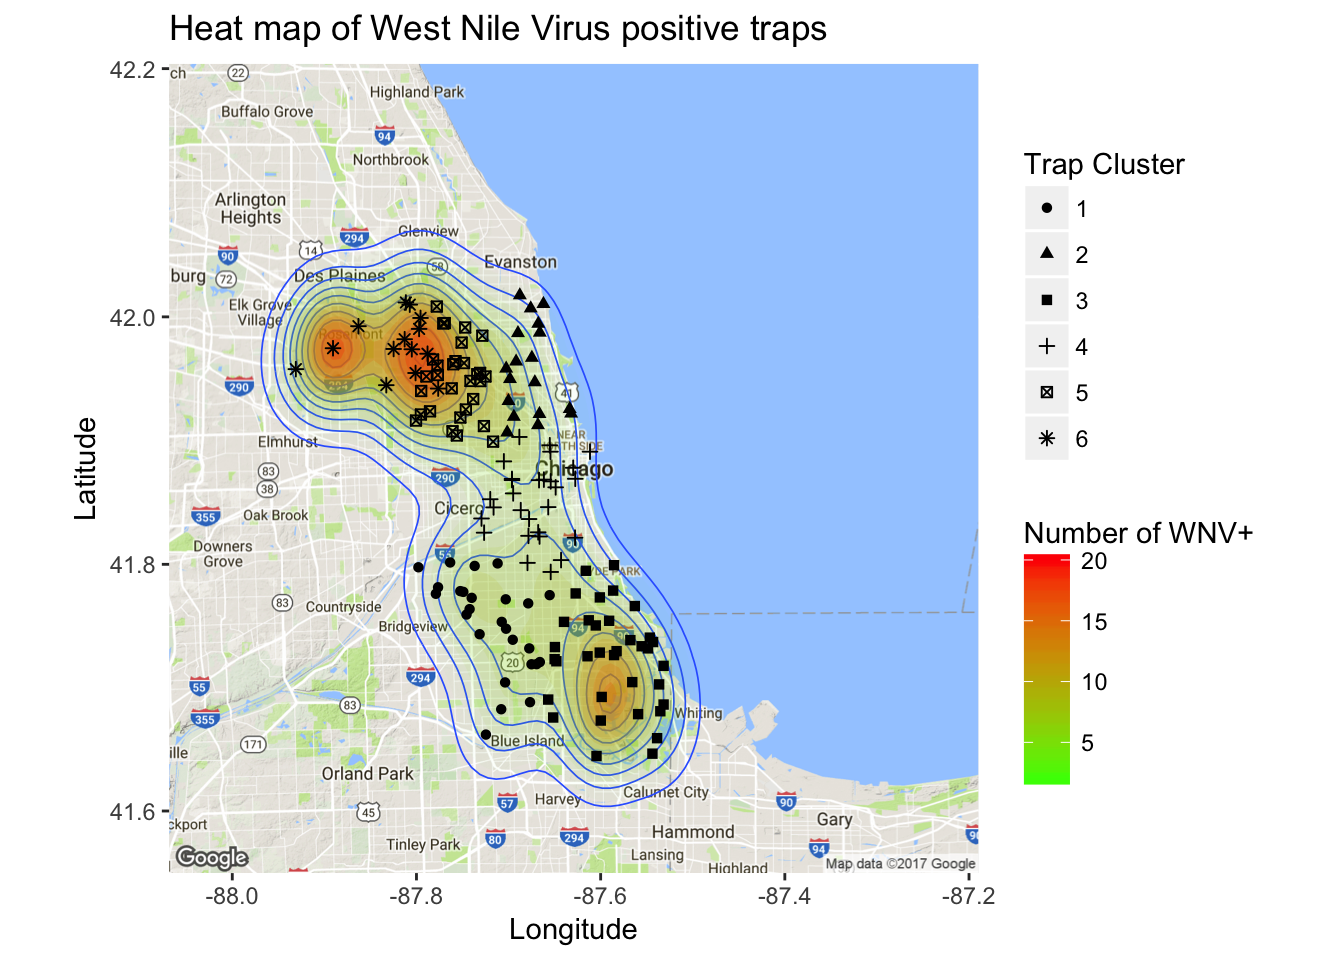 Heat map of West Nile Virus positive traps
42.2
42.0
41.8
41.6
Latitude
-88.0
-87.8
-87.6
-87.4
-87.2
Longitude
ch
22
Highland Park
Buffalo Grove
94
Northbrook
Arlington
Heights
Glenview
294
14
90
Evanston
burg
72
Des Plaines
58
Elk Grove
Village
290
294
41
Elmhurst
NEAR
TH SIDE
83
38
290
Chicago
355
Oak Brook
Cicero
Downers
Grove
55
90
DE PARK
83
Countryside
Bridgeview
94
20
294
55
355
83
Whiting
171
ille
Blue Island
Orland Park
Calumet City
57
Harvey
90
45
Gary
ckport
Hammond
Tinley Park
80
294
94
Lansing
Highland
Google
Map data ©2017 Google
Trap Cluster
1
2
3
4
5
6
Number of WNV+
20
15
10
5